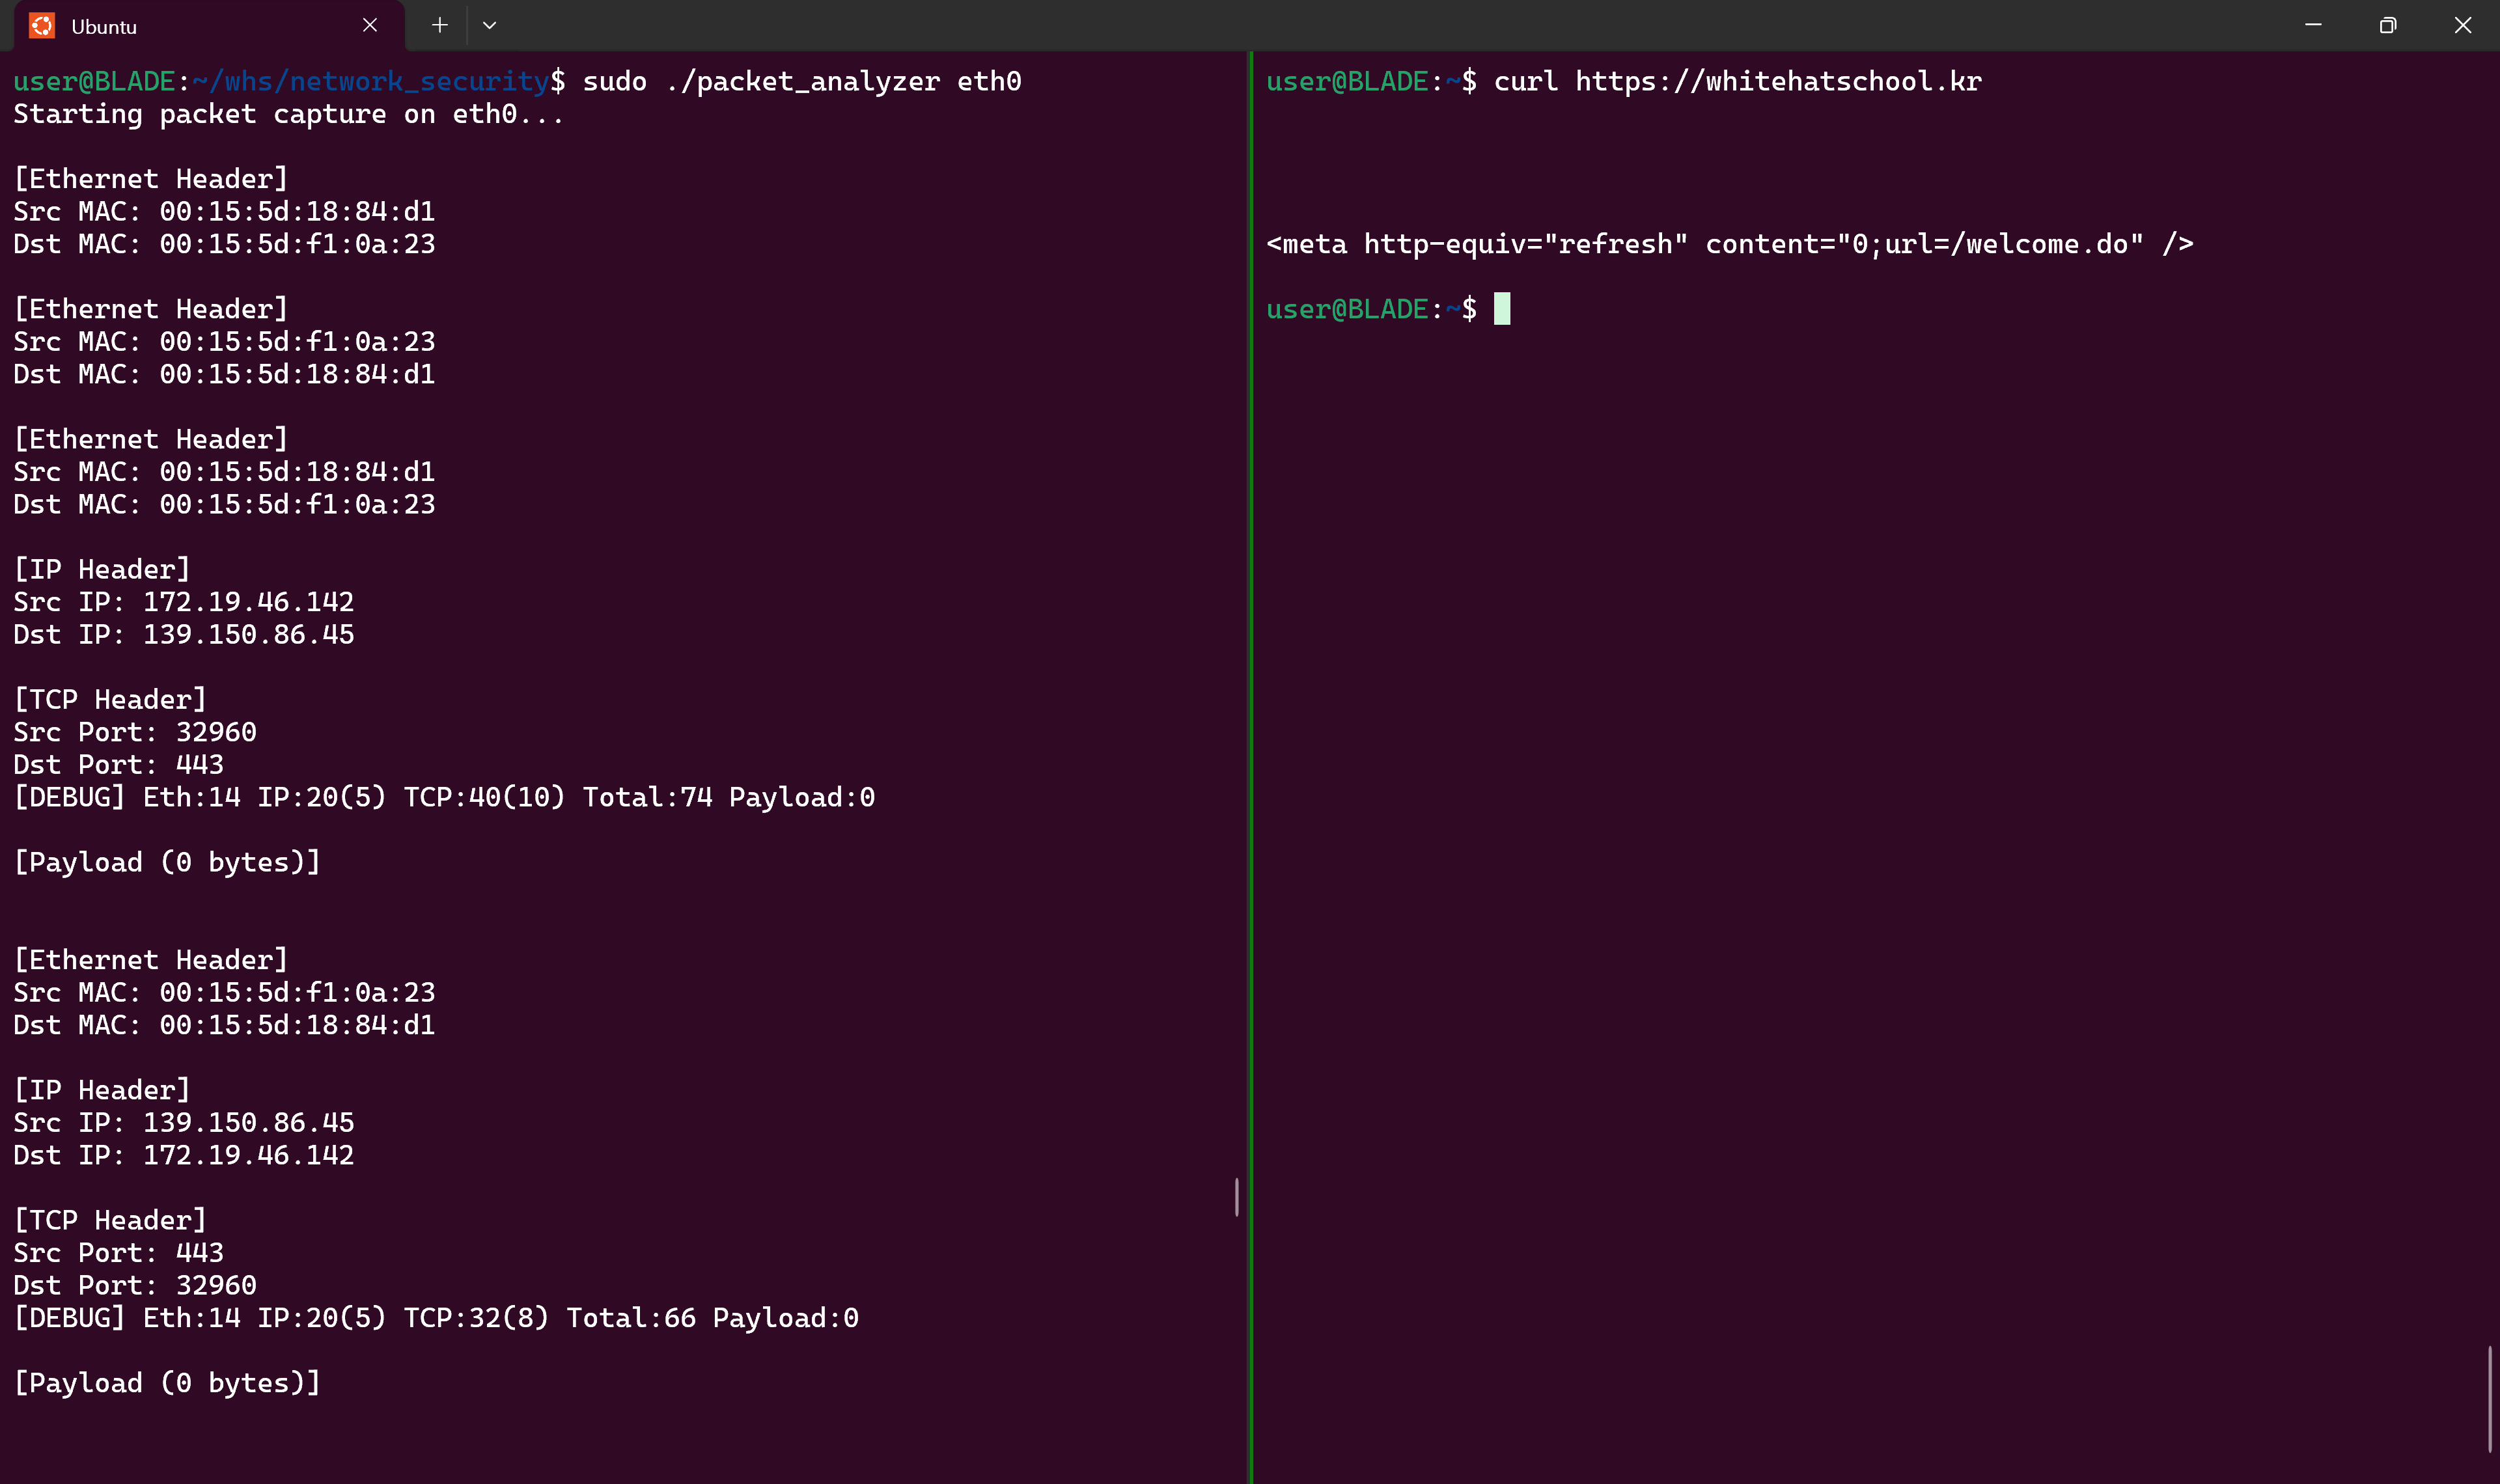 Ubuntu
user@BLADE:~/whs/network_security$ sudo ./packet_analyzer eth0
Starting packet capture on eth0...
[Ethernet Header]
Src MAC: 00:15:5d:18:84:d1
Dst MAC: 00:15:5d:f1:0a:23
[Ethernet Header]
Src MAC: 00:15:5d:f1:0a:23
Dst MAC: 00:15:5d:18:84:d1
[Ethernet Header]
Src MAC: 00:15:5d:18:84:d1
Dst MAC: 00:15:5d:f1:0a:23
[IP Header]
Src IP: 172.19.46.142
Dst IP: 139.150.86.45
[TCP Header]
Src Port: 32960
Dst Port: 443
[DEBUG] Eth:14 IP:20(5) TCP:40(10) Total:74 Payload:0
[Payload (0 bytes)]
[Ethernet Header]
Src MAC: 00:15:5d:f1:0a:23
Dst MAC: 00:15:5d:18:84:d1
[IP Header]
Src IP: 139.150.86.45
Dst IP: 172.19.46.142
[TCP Header]
Src Port: 443
Dst Port: 32960
[DEBUG] Eth:14 IP:20(5) TCP:32(8) Total:66 Payload:0
[Payload (0 bytes)]
user@BLADE:~$ curl https://whitehatschool.kr
<meta http-equiv="refresh" content="0;url=/welcome.do" />
user@BLADE:~$